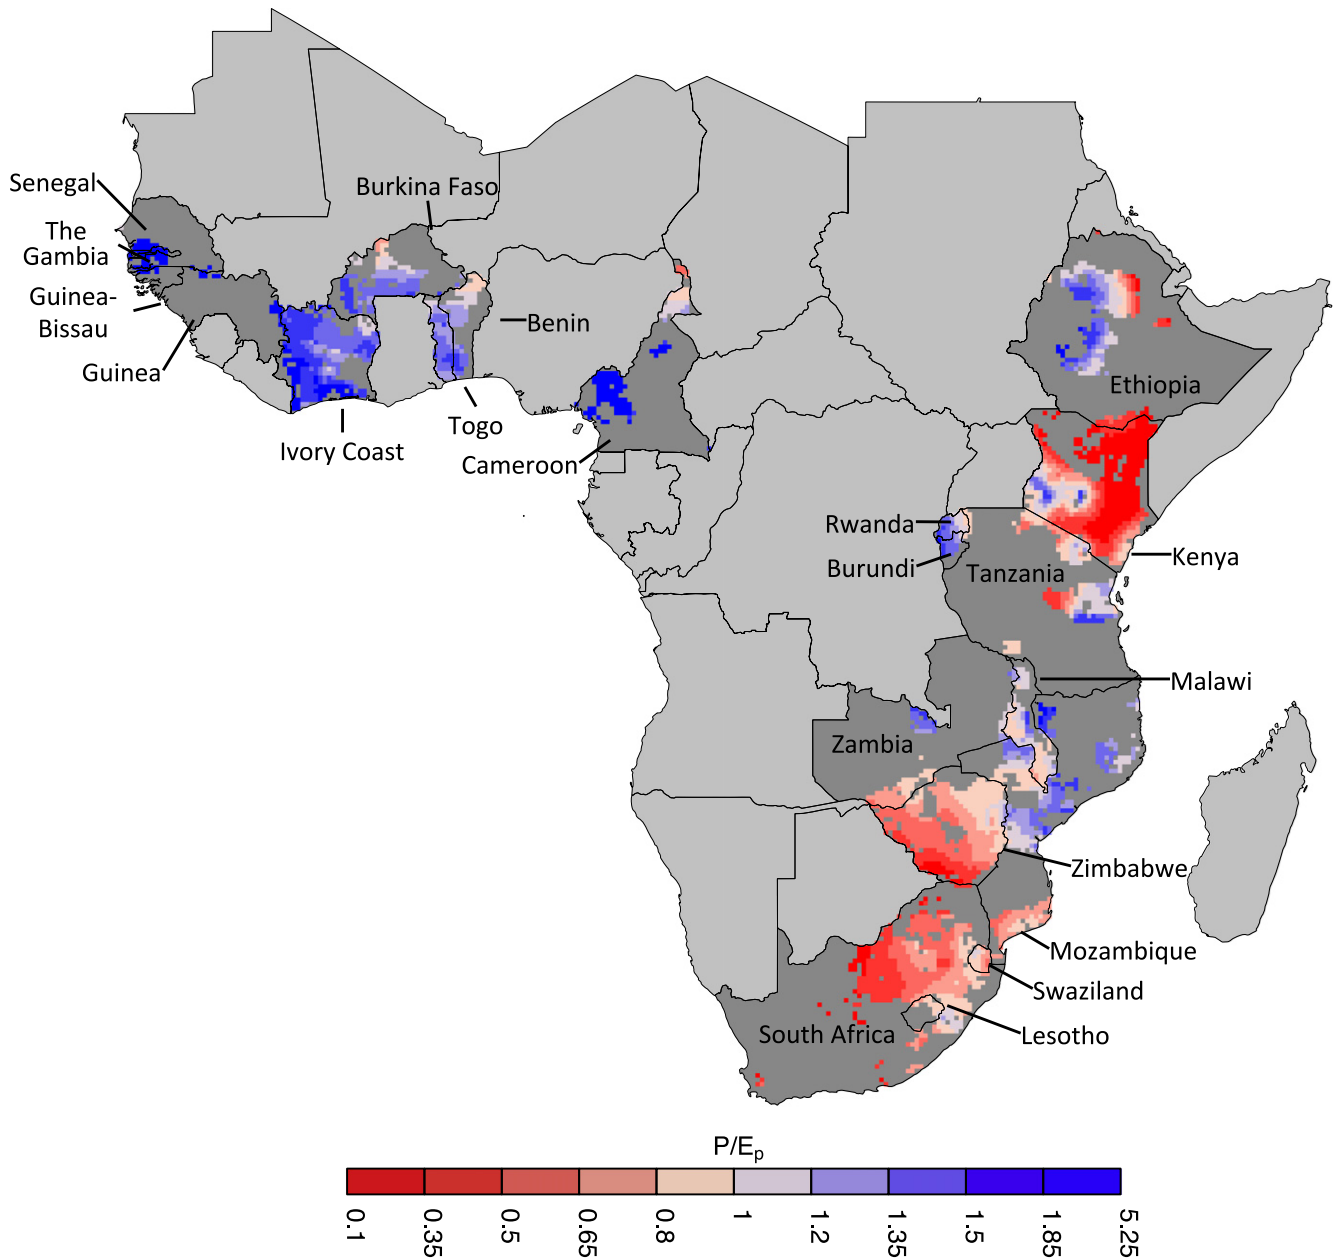 Senegal
Burkina Faso
The
Gambia
Guinea-
Bissau
Benin
Guinea
Ethiopia
Togo
Ivory Coast
Cameroon
Rwanda
Kenya
Burundi
Tanzania
Malawi
Zambia
Zimbabwe
Mozambique
Swaziland
South Africa
Lesotho
P/Ep
0.1
0.35
0.5
0.65
0.8
1
1.2
1.35
1.5
1.85
5.25